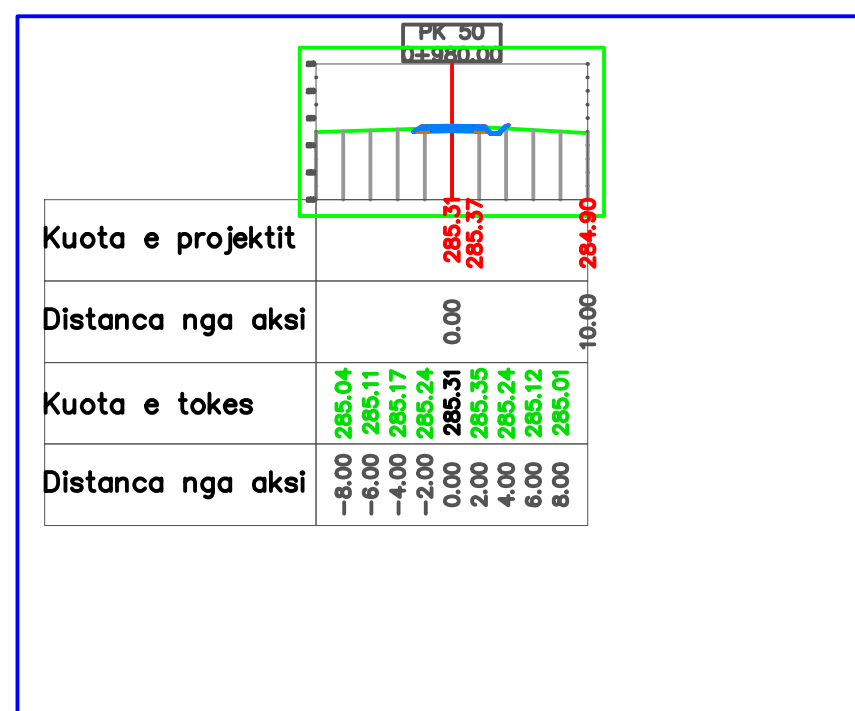 PK 50
0+980.00
Kuota e projektit 285.31 285.37 284.90
Distanca nga aksi 0.00 10.00
Kuota e tokes 285.04 285.11 285.17 285.24 285.31 285.35 285.24 285.12 285.01
Distanca nga aksi -8.00 -6.00 -4.00 -2.00 0.00 2.00 4.00 6.00 8.00